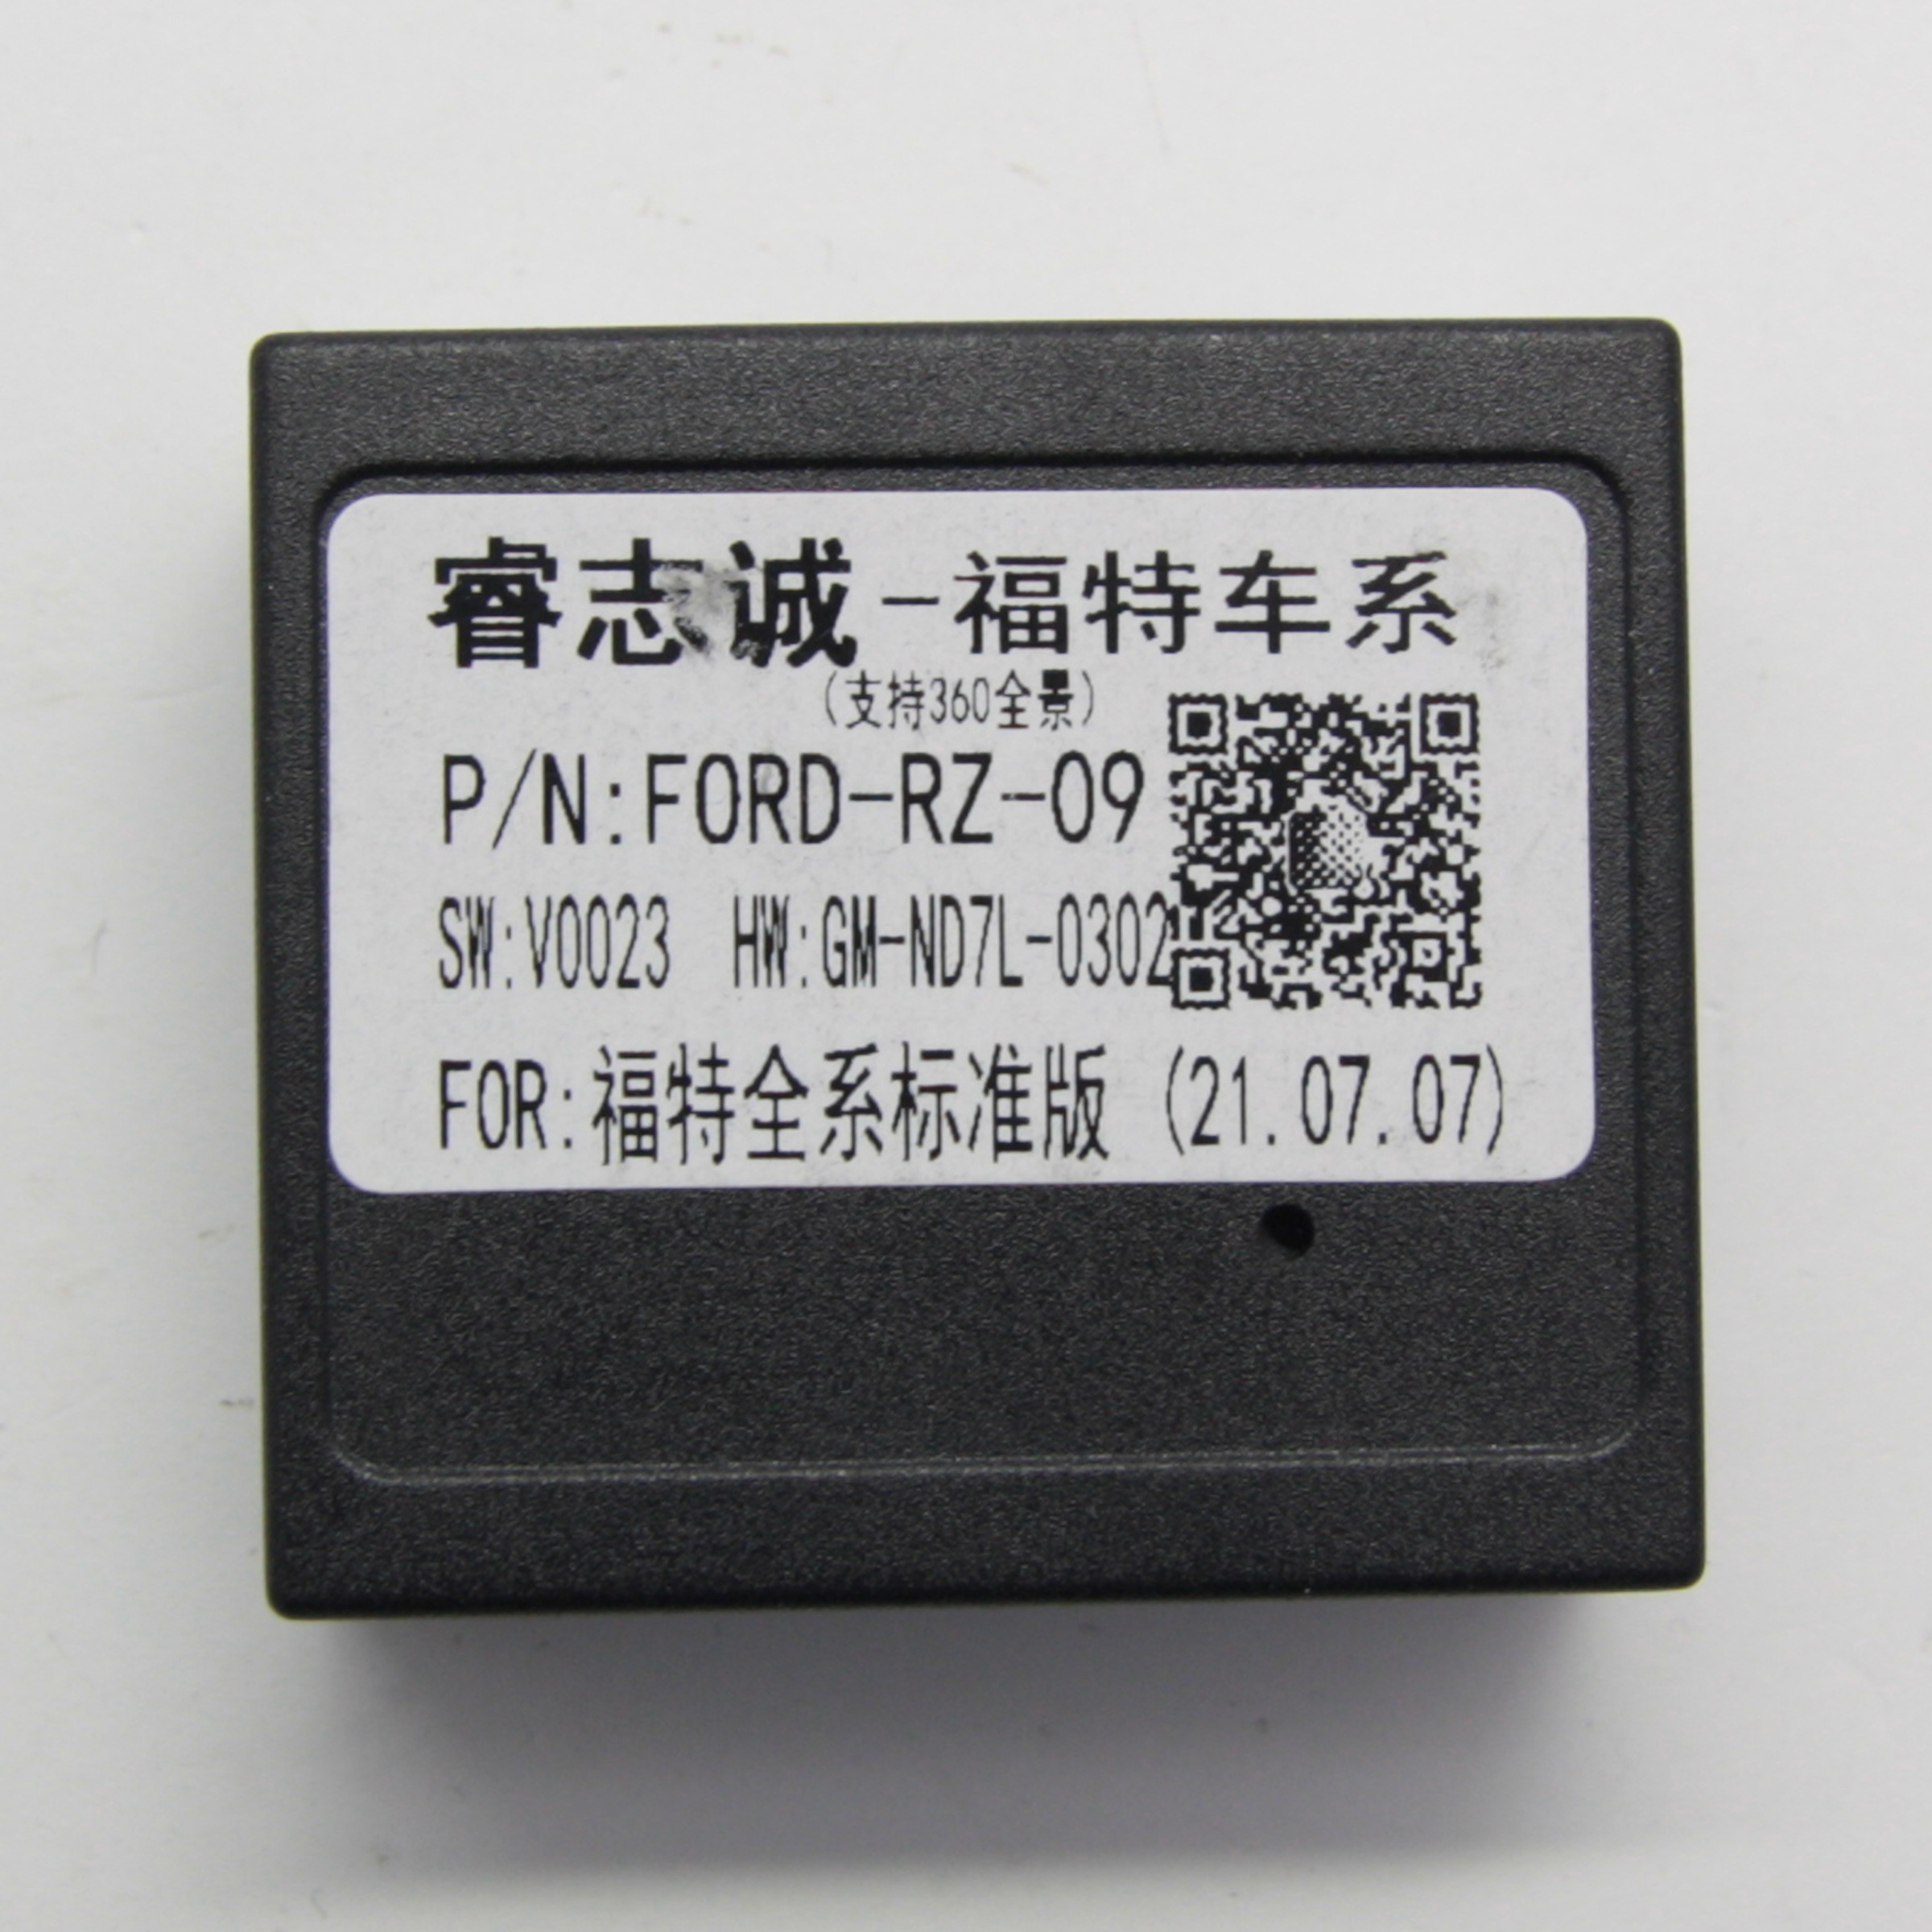 睿志诚-福特车系
(支持360全景)
P/N:FORD-RZ-09
SW:V0023 HW:GM-ND7L-0302
FOR:福特全系标准版 (21.07.07)